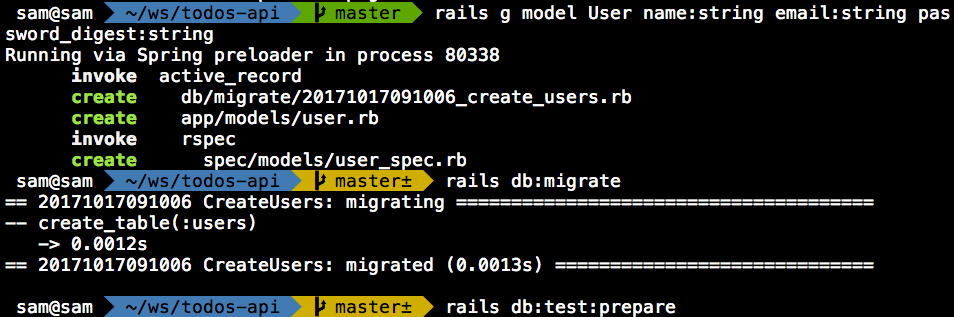 sam@sam ~/ws/todos-api master rails g model User name:string email:string pas
sword_digest:string
Running via Spring preloader in process 80338
invoke active_record
create db/migrate/20171017091006_create_users.rb
create app/models/user.rb
invoke rspec
create spec/models/user_spec.rb
sam@sam ~/ws/todos-api master± rails db:migrate
== 20171017091006 CreateUsers: migrating ======================================
-- create_table(:users)
-> 0.0012s
== 20171017091006 CreateUsers: migrated (0.0013s) =============================
sam@sam ~/ws/todos-api master± rails db:test:prepare